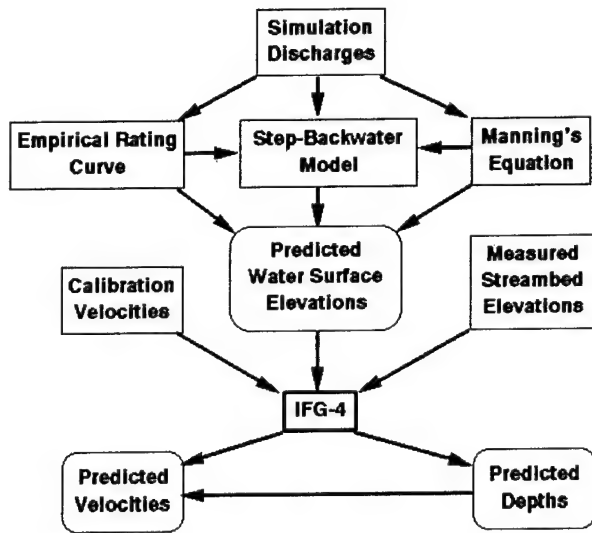 Simulation
Discharges
Empirical Rating
Curve
Step-Backwater
Model
Manning's
Equation
Predicted
Water Surface
Elevations
Calibration
Velocities
Measured
Streambed
Elevations
IFG-4
Predicted
Velocities
Predicted
Depths